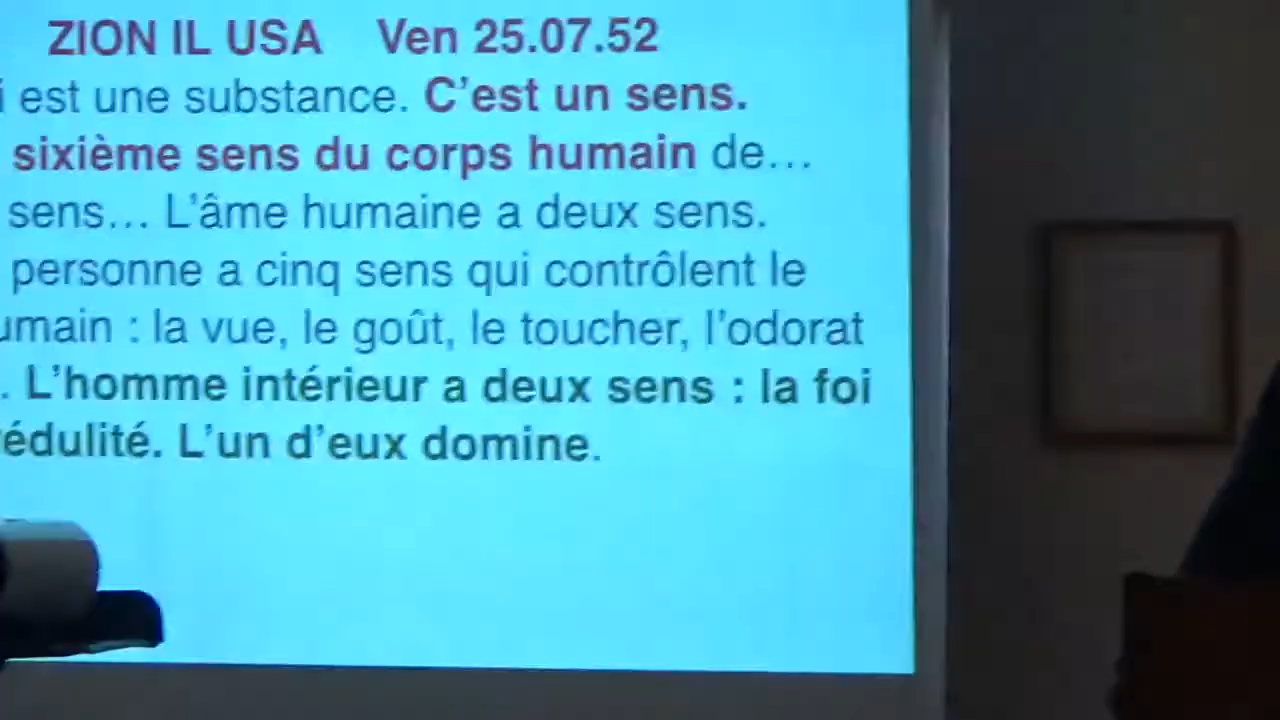 ZION IL USA Ven 25.07.52
est une substance. C'est un sens.
sixième sens du corps humain de…
sens… L'âme humaine a deux sens.
personne a cinq sens qui contrôlent le
umain : la vue, le goût, le toucher, l'odorat
. L'homme intérieur a deux sens : la foi
rédulité. L'un d'eux domine.